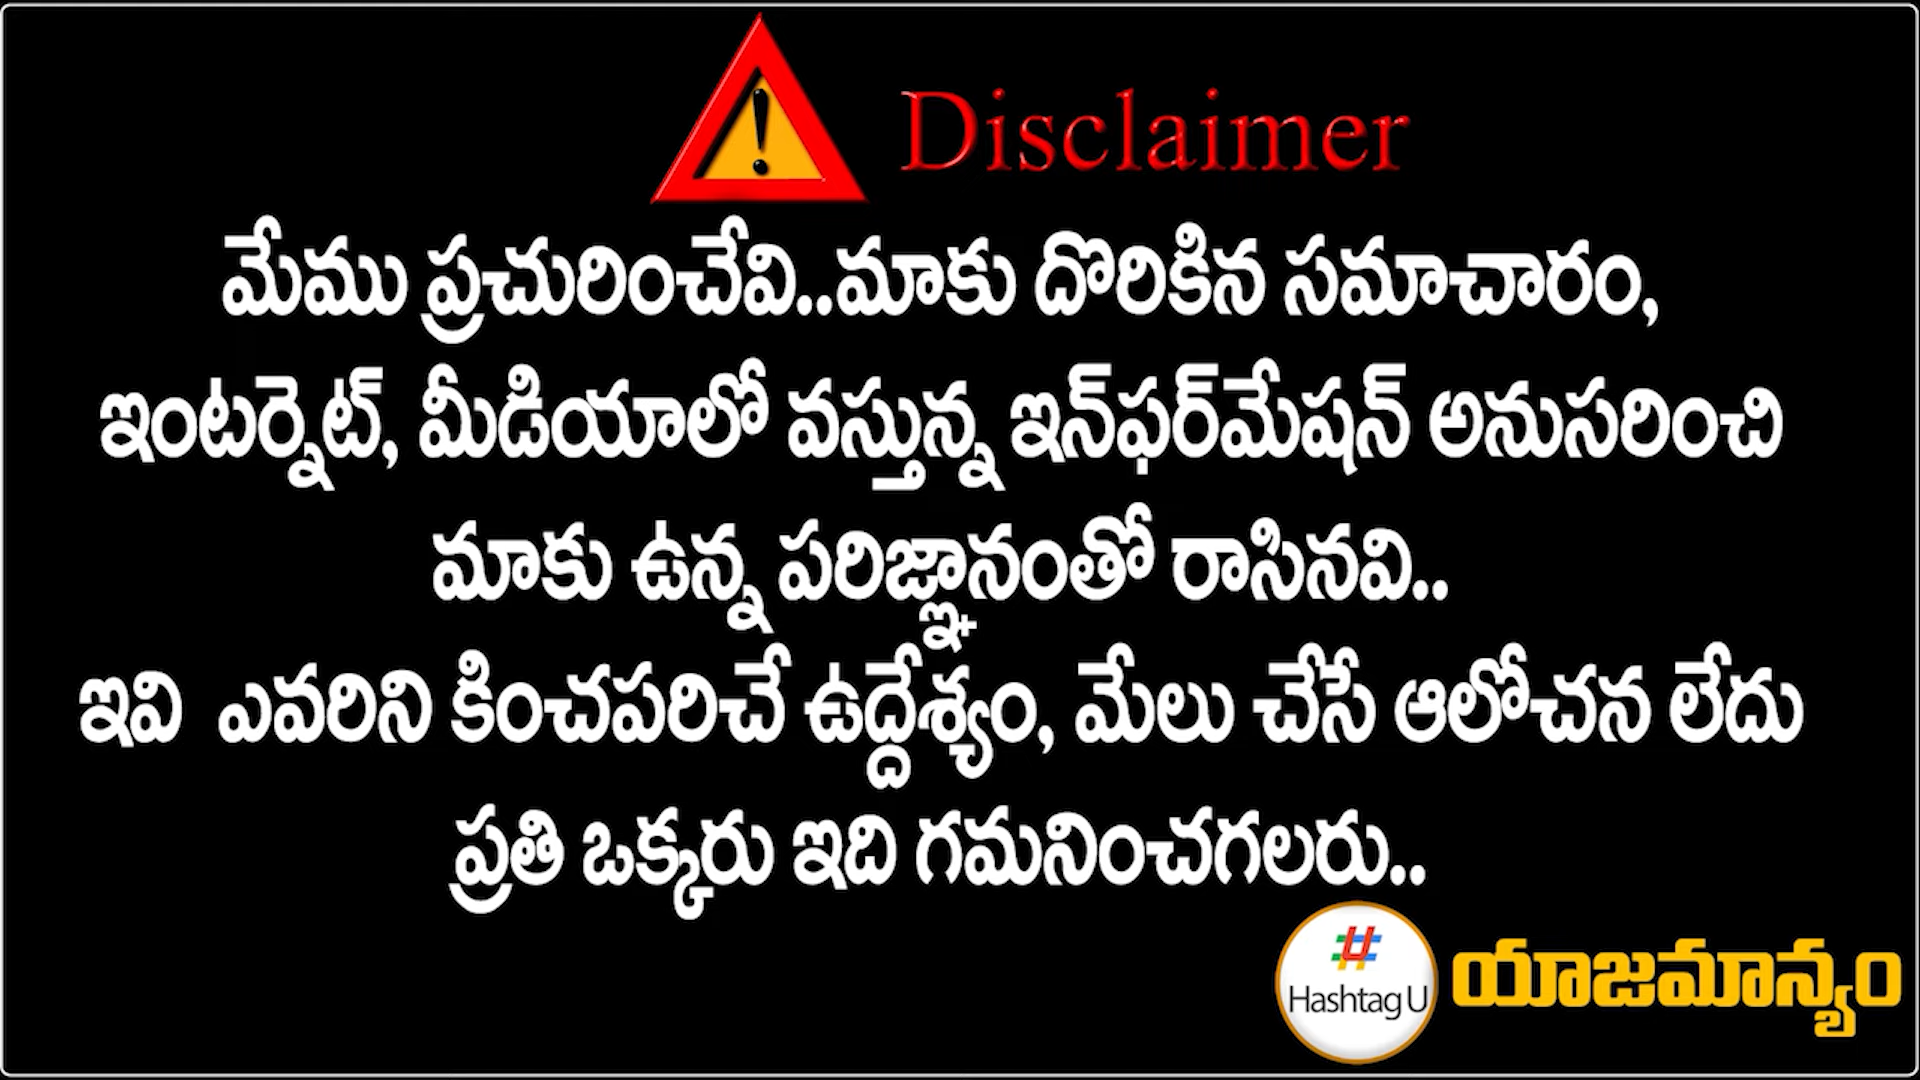 Disclaimer
మేము ప్రచురించేవి..మాకు దొరికిన సమాచారం,
ఇంటర్నెట్, మీడియాలో వస్తున్న ఇన్‌ఫర్‌మేషన్ అనుసరించి
మాకు ఉన్న పరిజ్ఞానంతో రాసినవి..
ఇవి ఎవరిని కించపరిచే ఉద్దేశ్యం, మేలు చేసే ఆలోచన లేదు
ప్రతి ఒక్కరు ఇది గమనించగలరు..
Hashtag U
యాజమాన్యం